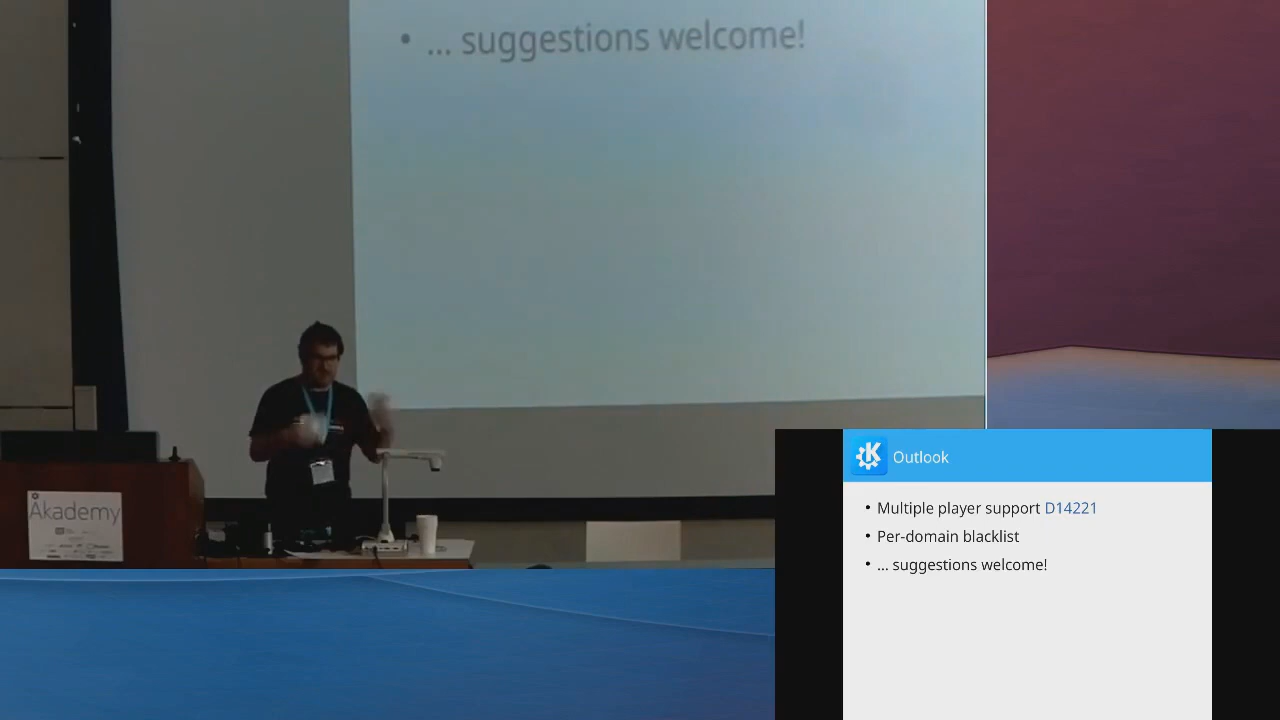 • ... suggestions welcome!
Akademy
Outlook
• Multiple player support D14221
• Per-domain blacklist
• ... suggestions welcome!